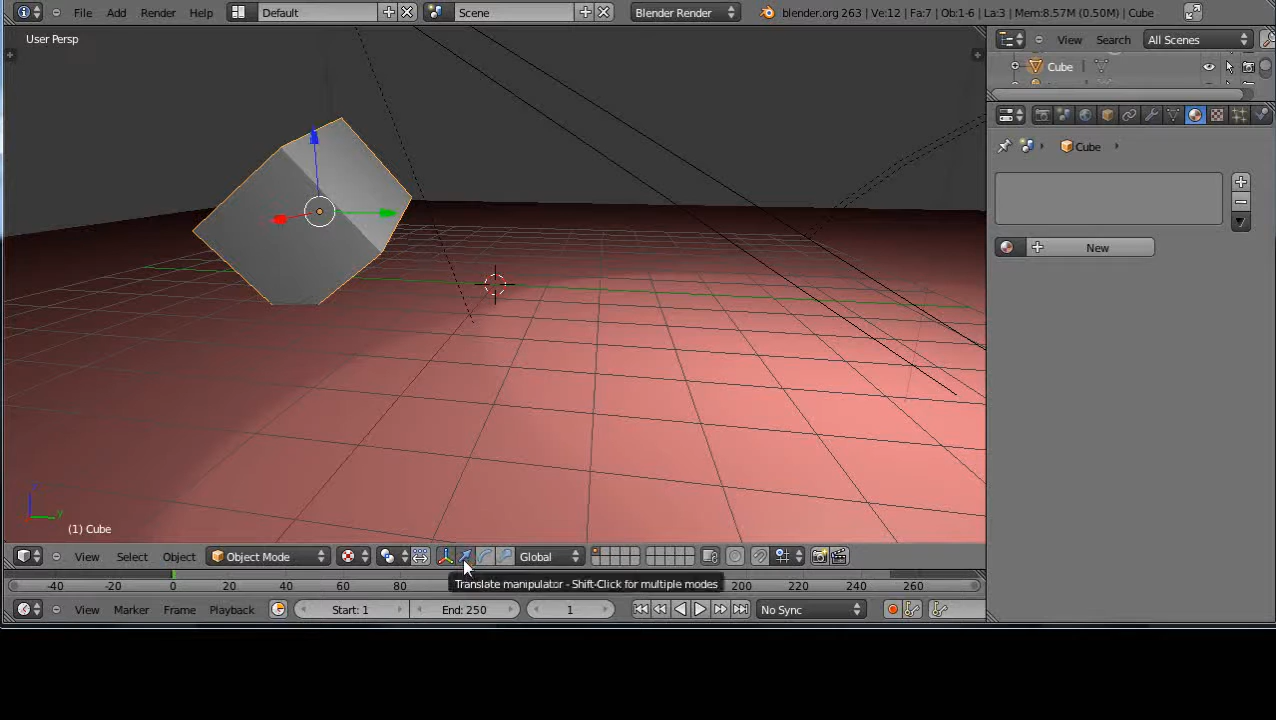 File Add Render Help Default Scene Blender Render blender.org 263 | Ve:12 | Fa:7 | Ob:1-6 | La:3 | Mem:8.57M (0.50M) | Cube
User Persp
View Search All Scenes
Cube
Cube
New
z
y
(1) Cube
View Select Object Object Mode Global
-40 -20 0 20 40 60 80 200 220 240 260
Translate manipulator - Shift-Click for multiple modes
View Marker Frame Playback Start: 1 End: 250 1 No Sync